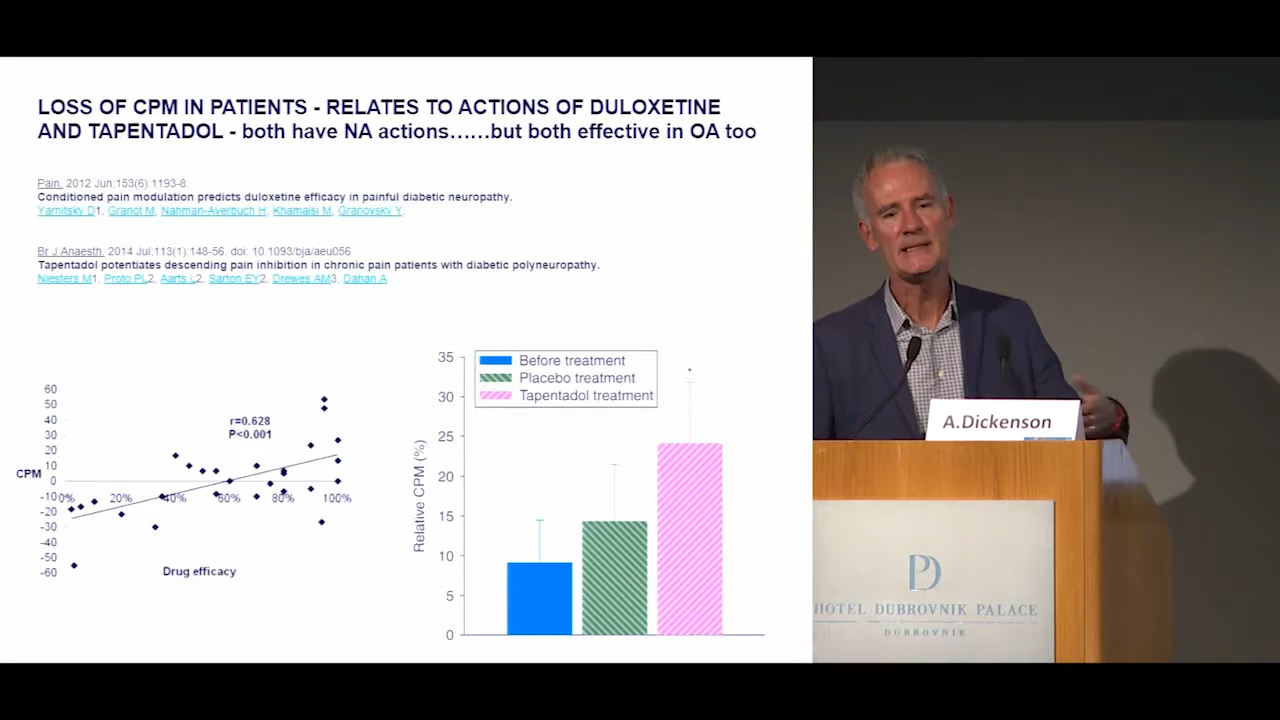 LOSS OF CPM IN PATIENTS - RELATES TO ACTIONS OF DULOXETINE
AND TAPENTADOL - both have NA actions......but both effective in OA too
Pain. 2012 Jun;153(6):1193-8.
Conditioned pain modulation predicts duloxetine efficacy in painful diabetic neuropathy.
Yarnitsky D1, Granot M, Nahman-Averbuch H, Khamaisi M, Granovsky Y.
Br J Anaesth. 2014 Jul;113(1):148-56. doi: 10.1093/bja/aeu056
Tapentadol potentiates descending pain inhibition in chronic pain patients with diabetic polyneuropathy.
Niesters M1, Proto PL2, Aarts L2, Sarton EY2, Drewes AM3, Dahan A
60
50
40
30
20
10
0
-10
-20
-30
-40
-50
-60
CPM
r=0.628
P<0.001
0% 20% 40% 60% 80% 100%
Drug efficacy
35
30
25
20
15
10
5
0
Relative CPM (%)
Before treatment
Placebo treatment
Tapentadol treatment
*
A.Dickenson
PD
HOTEL DUBROVNIK PALACE
DUBROVNIK